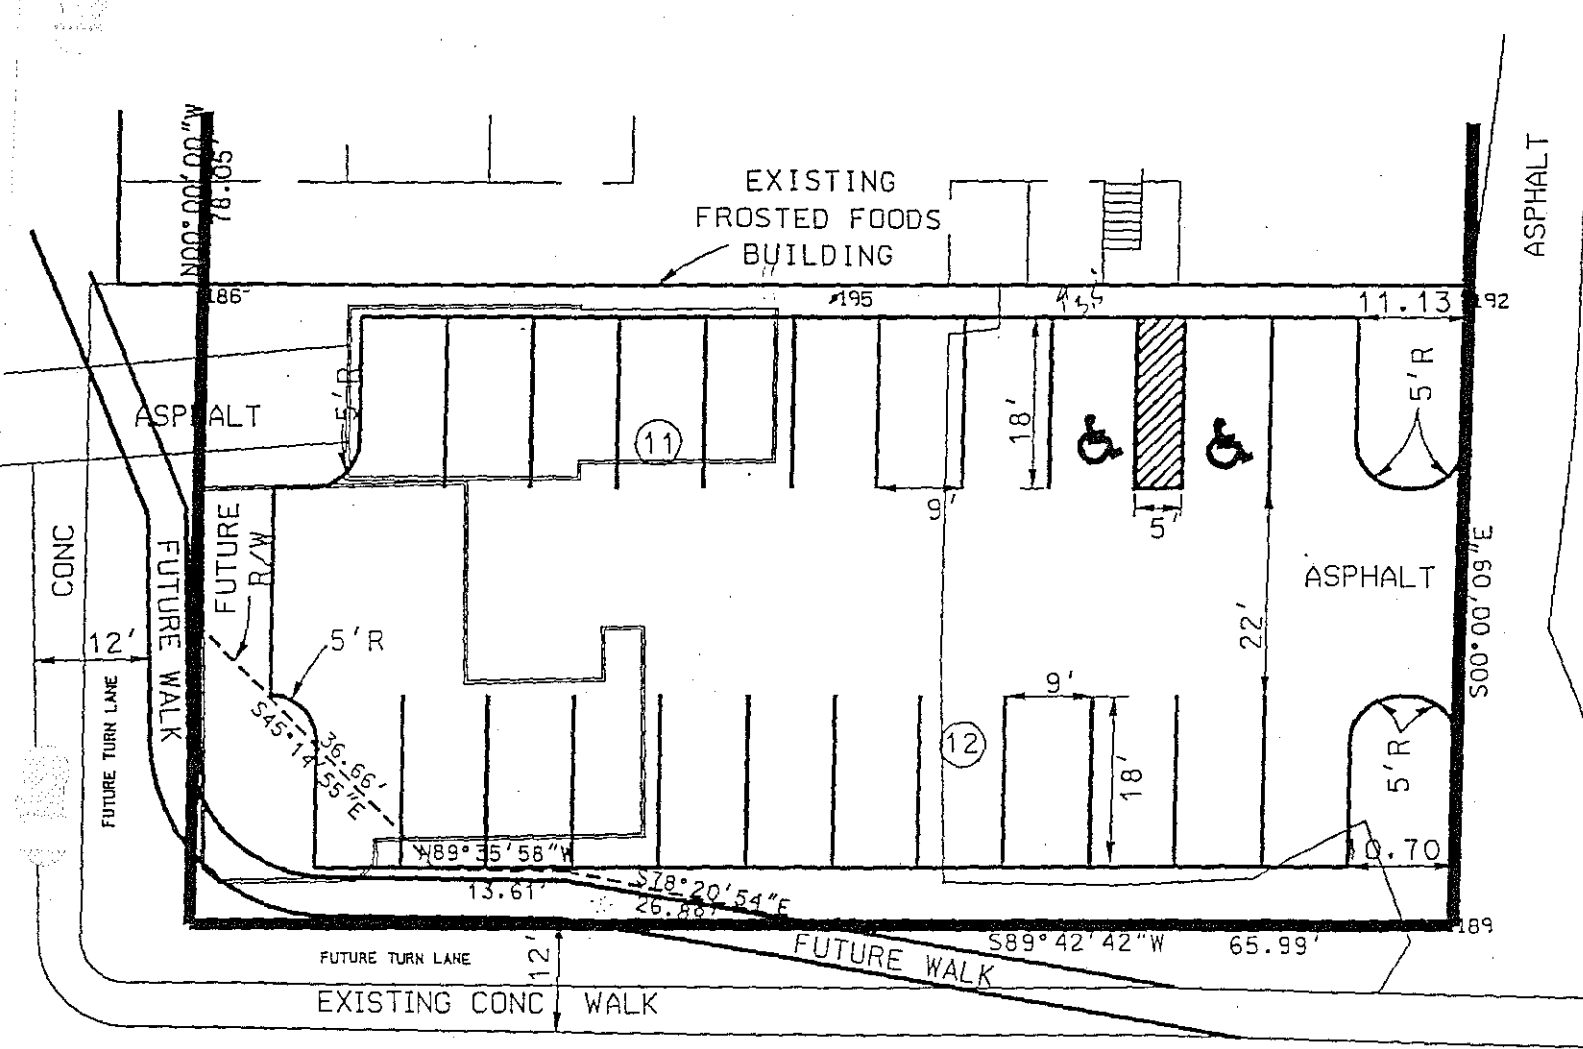 N00°00'00"W
78.05'
EXISTING
FROSTED FOODS
BUILDING
ASPHALT
186
195
11.13
192
5'R
5'R
ASPHALT
11
18'
9'
5'
CONC
FUTURE WALK
FUTURE
R/W
ASPHALT
S00°00'09"E
22'
12'
5'R
FUTURE TURN LANE
S45°14'55"E
36.66'
9'
12
18'
5'R
N89°35'58"W
13.61'
S78°20'54"E
26.88'
10.70
189
FUTURE TURN LANE
12'
FUTURE WALK
S89°42'42"W
65.99'
EXISTING CONC WALK